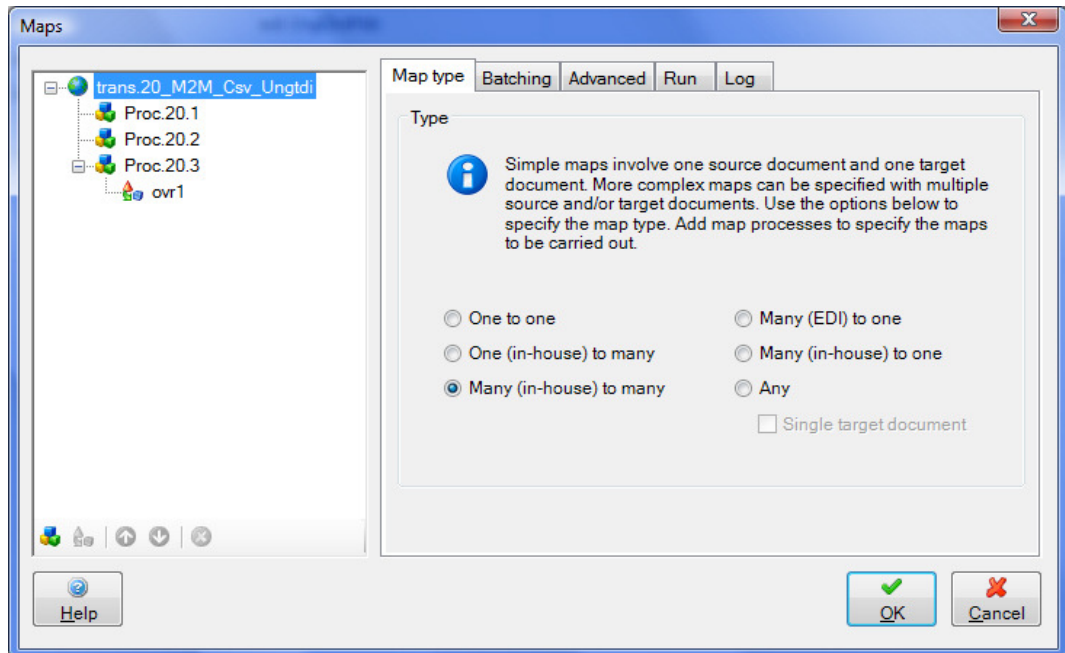 Maps
trans.20_M2M_Csv_Ungtdi
Proc.20.1
Proc.20.2
Proc.20.3
ovr1
Map type
Batching
Advanced
Run
Log
Type
Simple maps involve one source document and one target
document. More complex maps can be specified with multiple
source and/or target documents. Use the options below to
specify the map type. Add map processes to specify the maps
to be carried out.
One to one
Many (EDI) to one
One (in-house) to many
Many (in-house) to one
Many (in-house) to many
Any
Single target document
Help
OK
Cancel